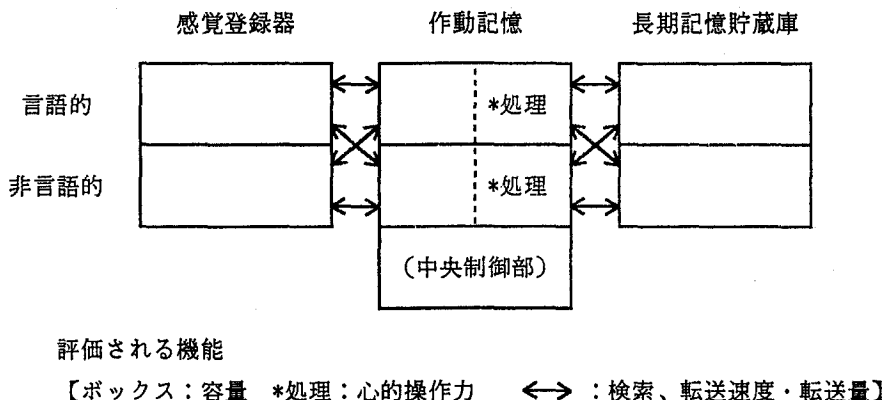 感覚登録器 作動記憶 長期記憶貯蔵庫
言語的 *処理
非言語的 *処理
(中央制御部)
評価される機能
【ボックス:容量 *処理:心的操作力 ⟷ :検索、転送速度・転送量】